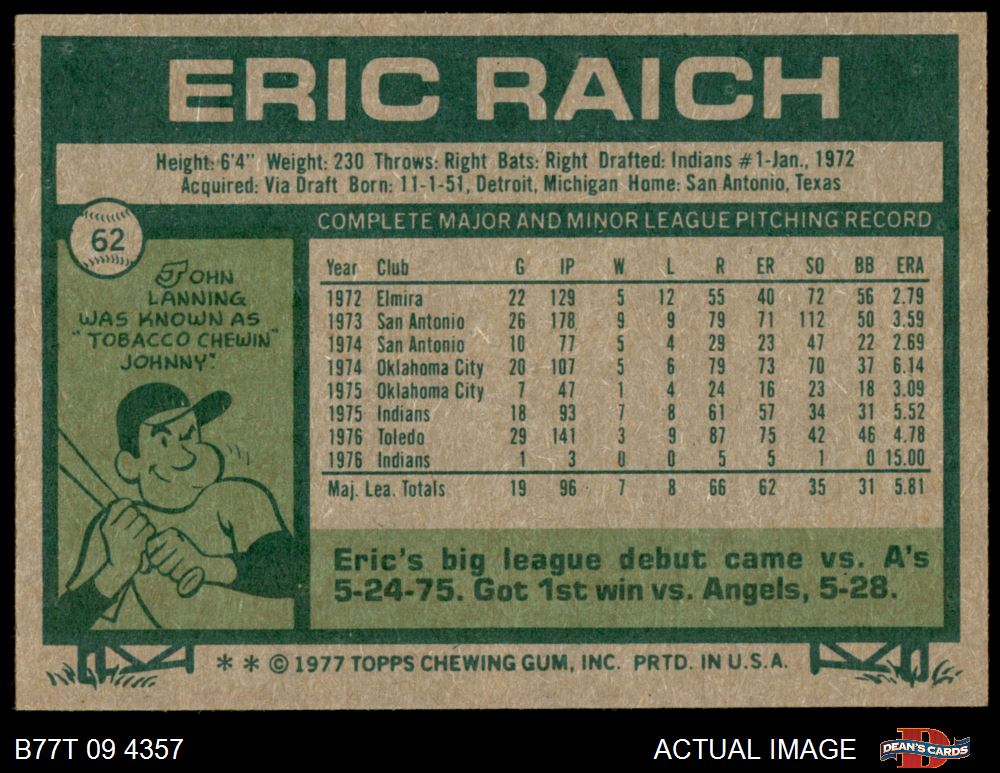 ERIC RAICH
Height: 6'4" Weight: 230 Throws: Right Bats: Right Drafted: Indians #1-Jan., 1972
Acquired: Via Draft Born: 11-1-51, Detroit, Michigan Home: San Antonio, Texas
62
JOHN
LANNING
WAS KNOWN AS
"TOBACCO CHEWIN'
JOHNNY."
COMPLETE MAJOR AND MINOR LEAGUE PITCHING RECORD
Year Club G IP W L R ER SO BB ERA
1972 Elmira 22 129 5 12 55 40 72 56 2.79
1973 San Antonio 26 178 9 9 79 71 112 50 3.59
1974 San Antonio 10 77 5 4 29 23 47 22 2.69
1974 Oklahoma City 20 107 5 6 79 73 70 37 6.14
1975 Oklahoma City 7 47 1 4 24 16 23 18 3.09
1975 Indians 18 93 7 8 61 57 34 31 5.52
1976 Toledo 29 141 3 9 87 75 42 46 4.78
1976 Indians 1 3 0 0 5 5 1 0 15.00
Maj. Lea. Totals 19 96 7 8 66 62 35 31 5.81
Eric's big league debut came vs. A's
5-24-75. Got 1st win vs. Angels, 5-28.
* * © 1977 TOPPS CHEWING GUM, INC. PRTD. IN U.S.A.
B77T 09 4357
ACTUAL IMAGE
DEAN'S CARDS